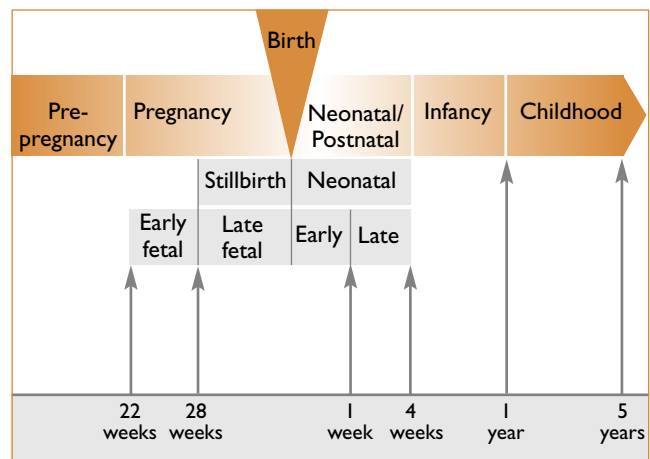 Birth
Pre-
pregnancy
Pregnancy
Neonatal/
Postnatal
Infancy
Childhood
Stillbirth
Neonatal
Early
fetal
Late
fetal
Early
Late
22
weeks
28
weeks
1
week
4
weeks
1
year
5
years